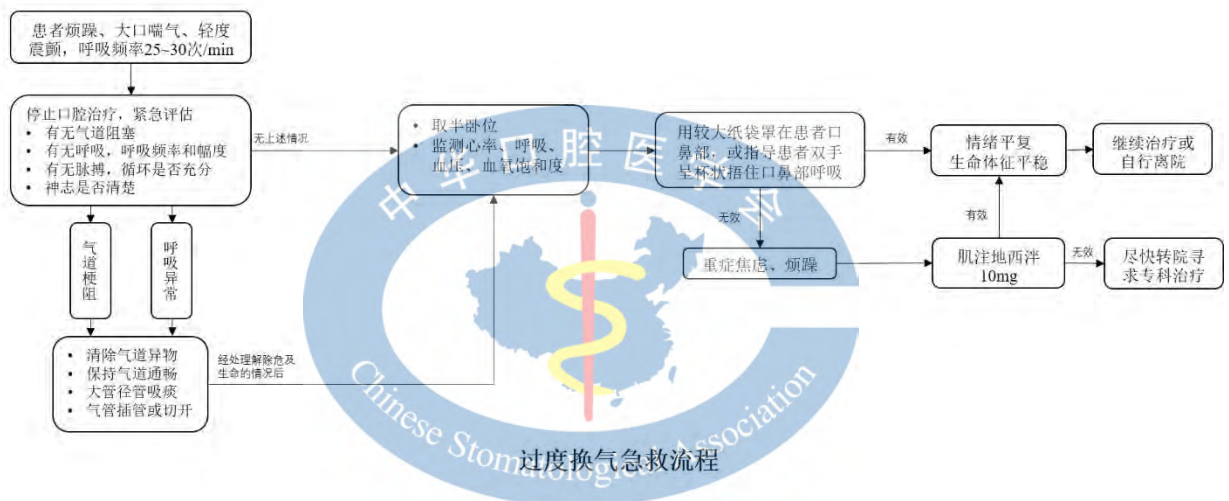 患者烦躁、大口喘气、轻度
震颤，呼吸频率25~30次/min
停止口腔治疗，紧急评估
• 有无气道阻塞
• 有无呼吸，呼吸频率和幅度
• 有无脉搏，循环是否充分
• 神志是否清楚
无上述情况
气道梗阻
呼吸异常
• 清除气道异物
• 保持气道通畅
• 大管径管吸痰
• 气管插管或切开
经处理解除危及
生命的情况后
• 取半卧位
• 监测心率、呼吸、
血压、血氧饱和度
用较大纸袋罩在患者口
鼻部；或指导患者双手
呈杯状捂住口鼻部呼吸
有效
无效
情绪平复
生命体征平稳
继续治疗或
自行离院
重症焦虑、烦躁
有效
肌注地西泮
10mg
无效
尽快转院寻
求专科治疗
中华口腔医学会
Chinese Stomatological Association
过度换气急救流程